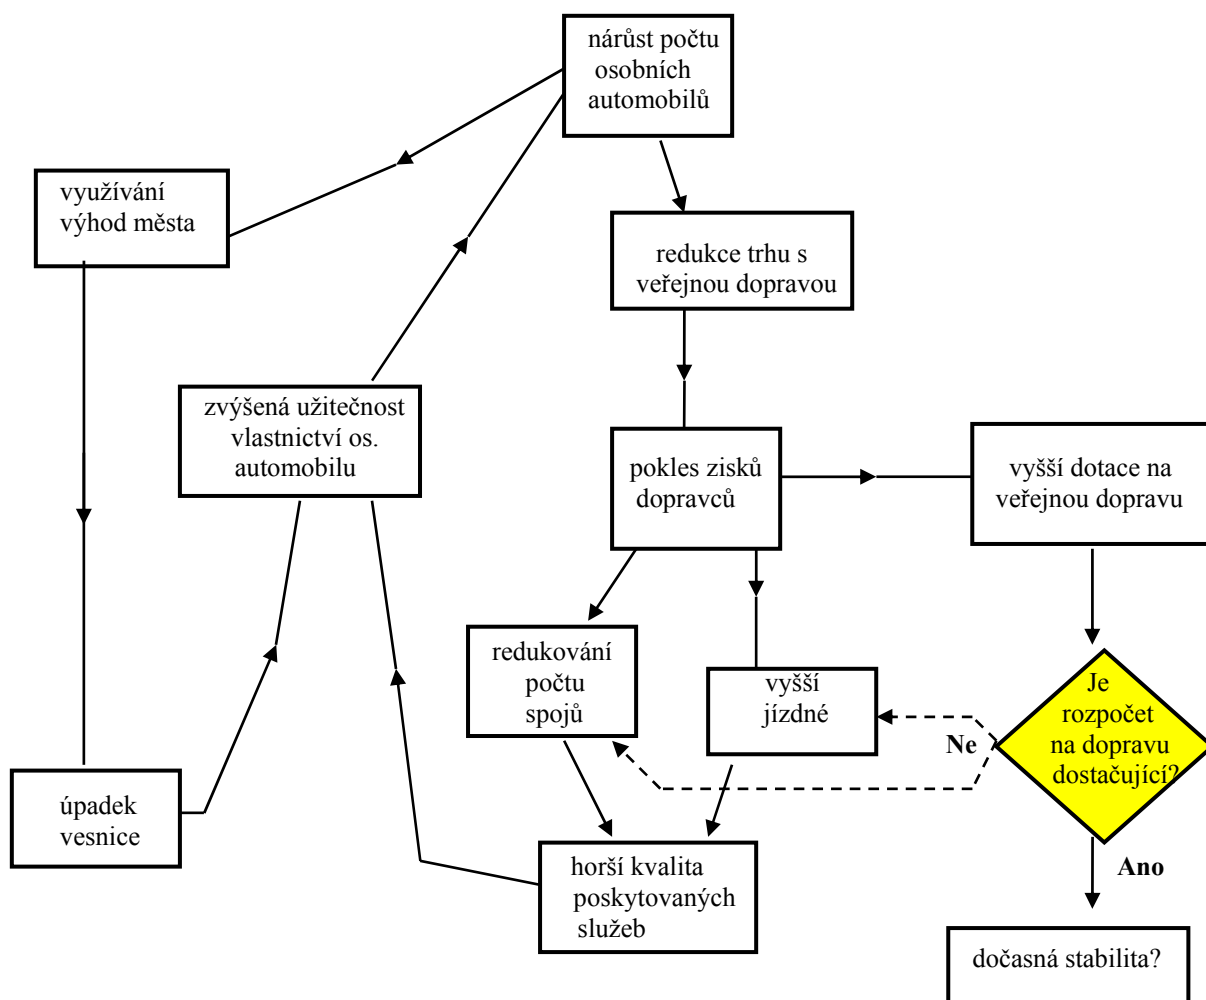 nárůst počtu
osobních
automobilů
využívání
výhod města
redukce trhu s
veřejnou dopravou
zvýšená užitečnost
vlastnictví os.
automobilu
pokles zisků
dopravců
vyšší dotace na
veřejnou dopravu
redukování
počtu
spojů
vyšší
jízdné
Je
rozpočet
na dopravu
dostačující?
Ne
úpadek
vesnice
horší kvalita
poskytovaných
služeb
Ano
dočasná stabilita?